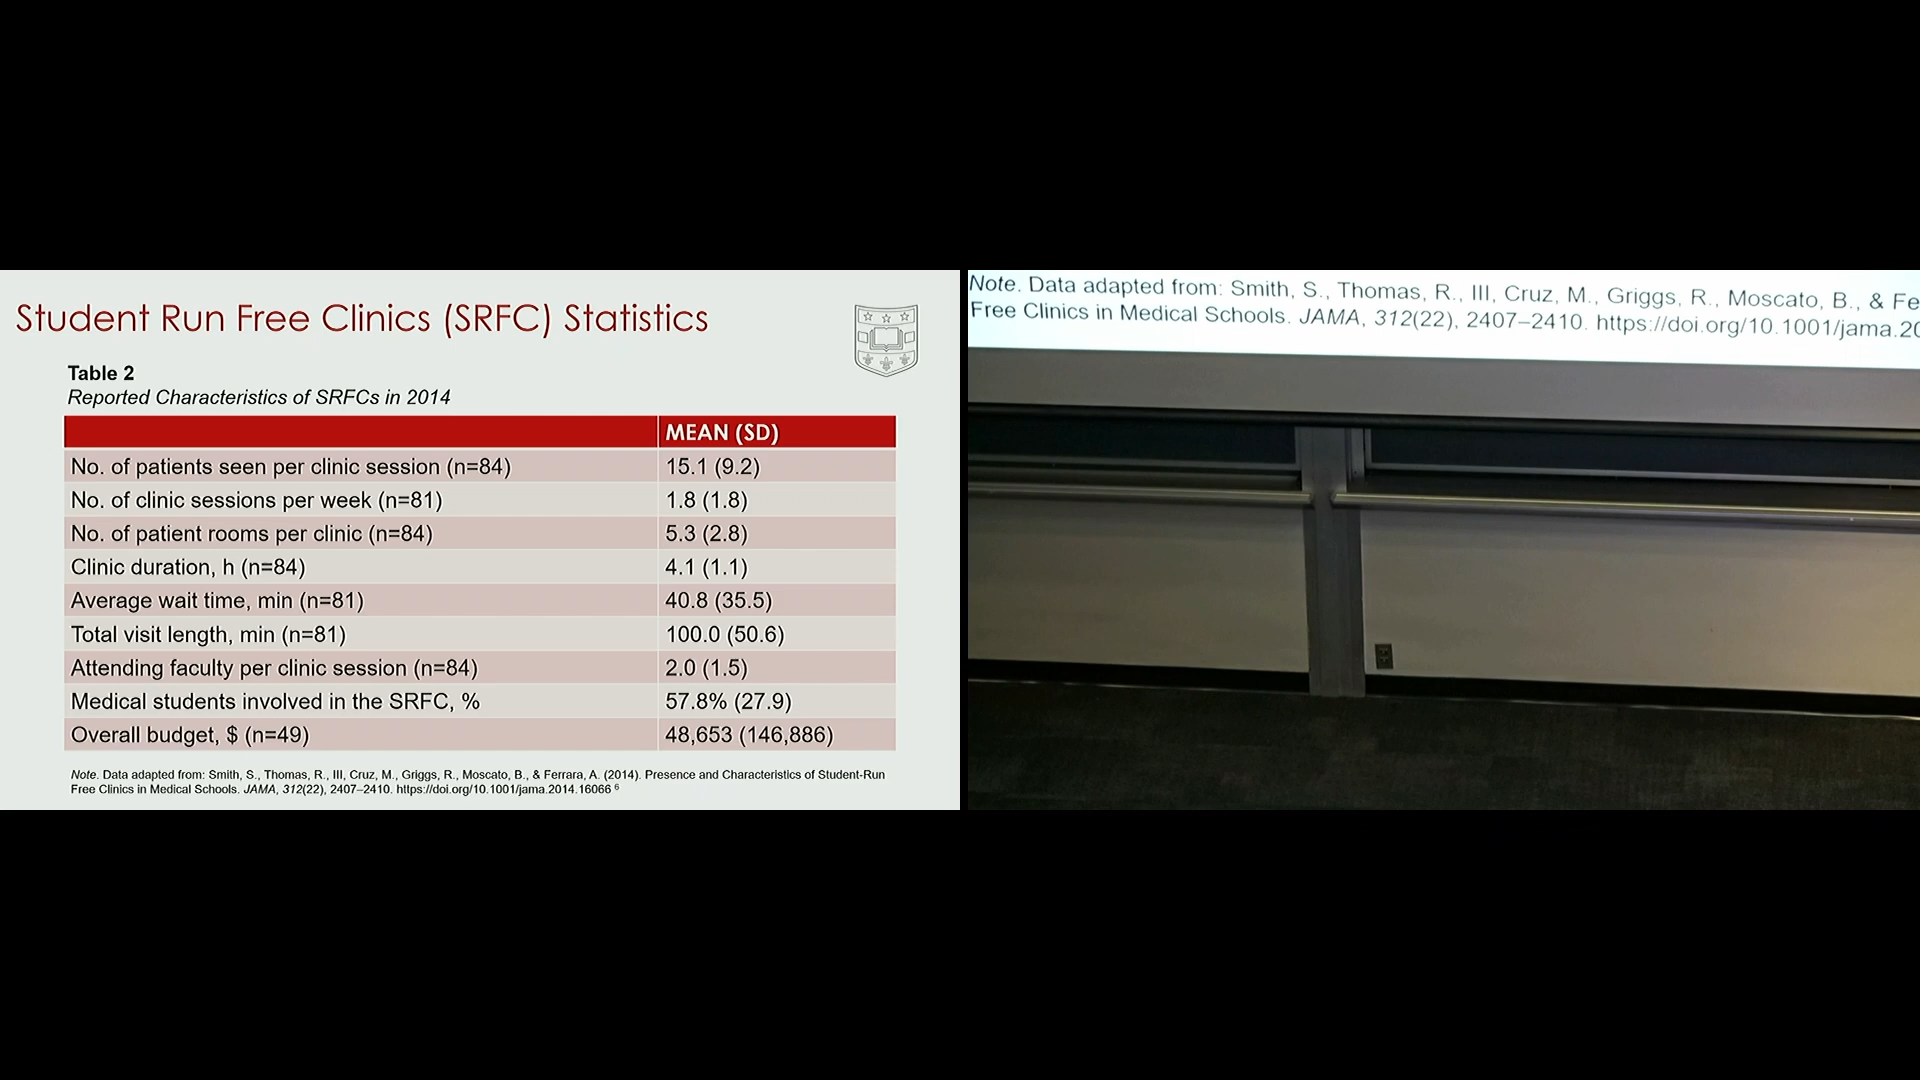 Student Run Free Clinics (SRFC) Statistics
Table 2
Reported Characteristics of SRFCs in 2014
MEAN (SD)
No. of patients seen per clinic session (n=84) 15.1 (9.2)
No. of clinic sessions per week (n=81) 1.8 (1.8)
No. of patient rooms per clinic (n=84) 5.3 (2.8)
Clinic duration, h (n=84) 4.1 (1.1)
Average wait time, min (n=81) 40.8 (35.5)
Total visit length, min (n=81) 100.0 (50.6)
Attending faculty per clinic session (n=84) 2.0 (1.5)
Medical students involved in the SRFC, % 57.8% (27.9)
Overall budget, $ (n=49) 48,653 (146,886)
Note. Data adapted from: Smith, S., Thomas, R., III, Cruz, M., Griggs, R., Moscato, B., & Ferrara, A. (2014). Presence and Characteristics of Student-Run
Free Clinics in Medical Schools. JAMA, 312(22), 2407–2410. https://doi.org/10.1001/jama.2014.16066 6
Note. Data adapted from: Smith, S., Thomas, R., III, Cruz, M., Griggs, R., Moscato, B., & Fe
Free Clinics in Medical Schools. JAMA, 312(22), 2407–2410. https://doi.org/10.1001/jama.20